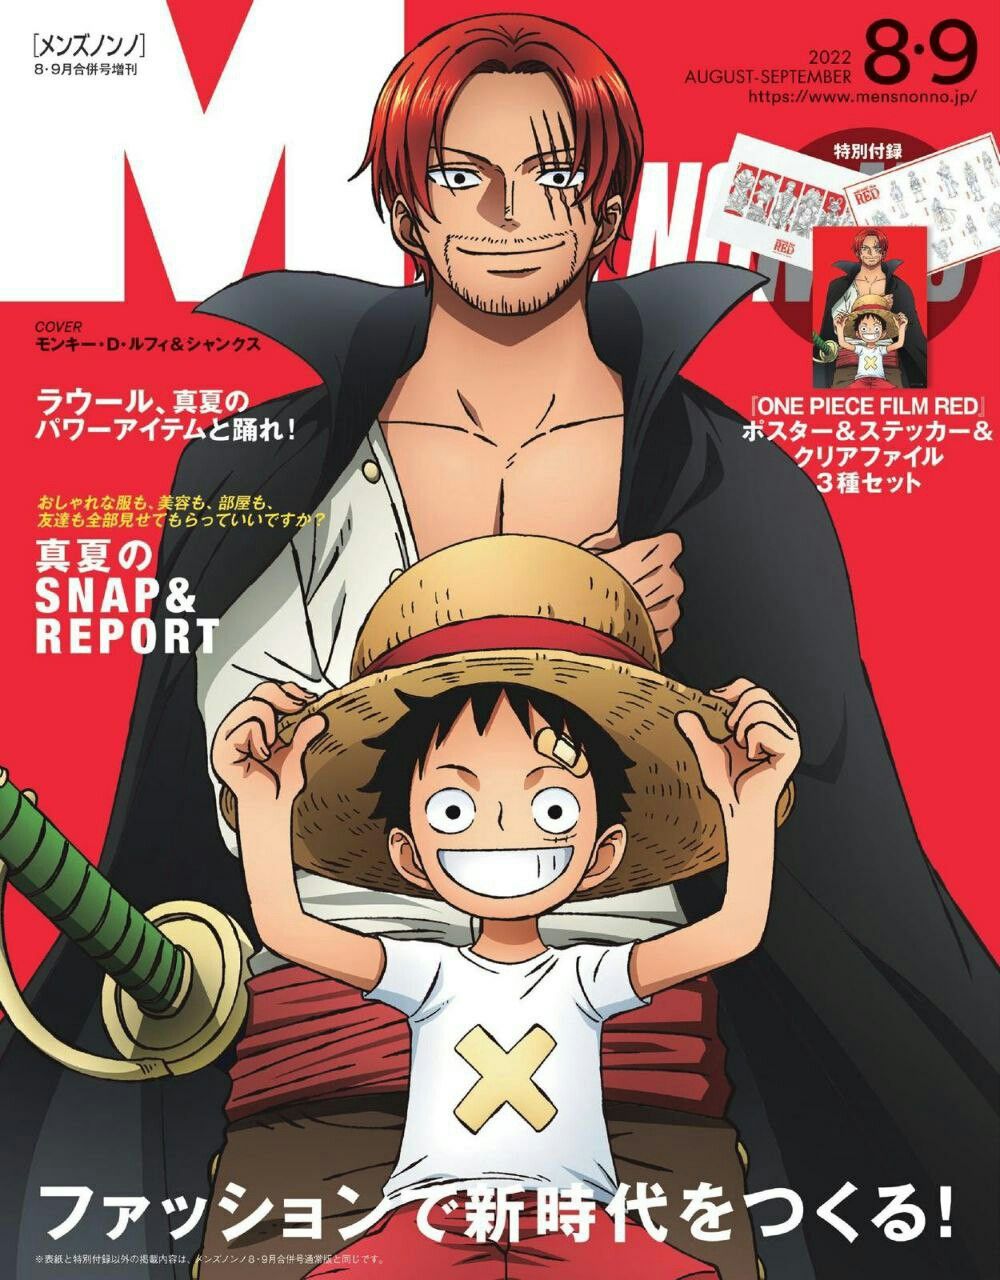 [メンズノンノ]
8・9月合併号増刊
2022
AUGUST-SEPTEMBER
8・9
https://www.mensnonno.jp/
M
NO
特別付録
RED
RED
COVER
モンキー・D・ルフィ&シャンクス
ラウール、真夏の
パワーアイテムと踊れ!
『ONE PIECE FILM RED』
ポスター&ステッカー&
クリアファイル
3種セット
おしゃれな服も、美容も、部屋も、
友達も全部見せてもらっていいですか?
真夏の
SNAP&
REPORT
ファッションで新時代をつくる!
※表紙と特別付録以外の掲載内容は、メンズノンノ8・9月合併号通常版と同じです。